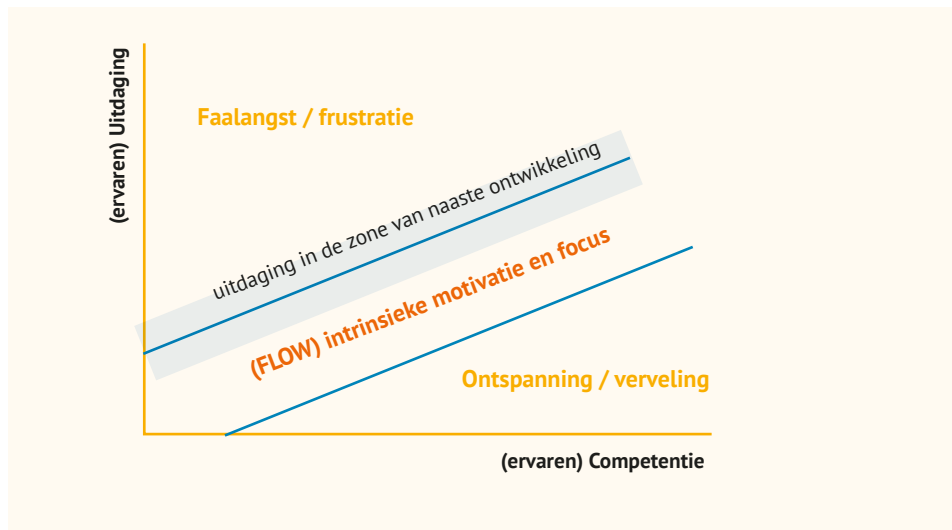 (ervaren) Uitdaging
Faalangst / frustratie
uitdaging in de zone van naaste ontwikkeling
(FLOW) intrinsieke motivatie en focus
Ontspanning / verveling
(ervaren) Competentie